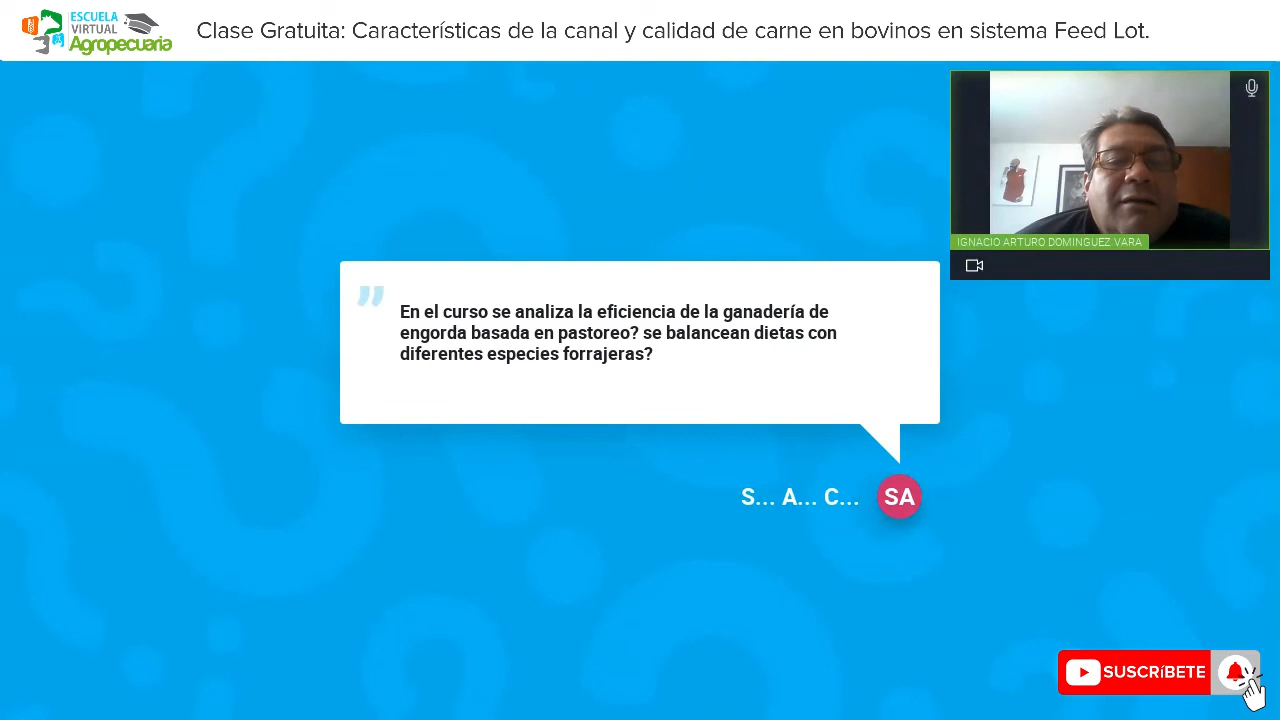 ESCUELA
VIRTUAL
Agropecuaria
Clase Gratuita: Características de la canal y calidad de carne en bovinos en sistema Feed Lot.
IGNACIO ARTURO DOMINGUEZ VARA
En el curso se analiza la eficiencia de la ganadería de
engorda basada en pastoreo? se balancean dietas con
diferentes especies forrajeras?
S... A... C...
SA
SUSCRíBETE